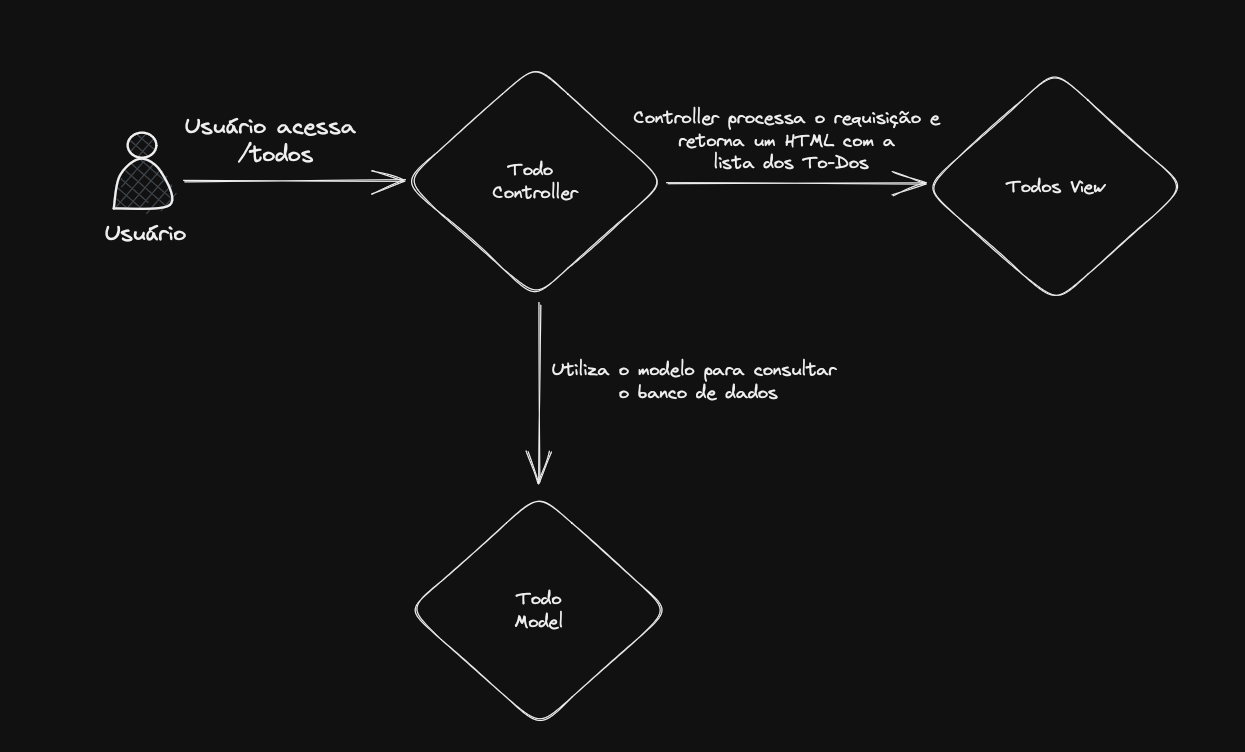 Usuário acessa
/todos
Usuário
Todo
Controller
Controller processa o requisição e
retorna um HTML com a
lista dos To-Dos
Todos View
Utiliza o modelo para consultar
o banco de dados
Todo
Model